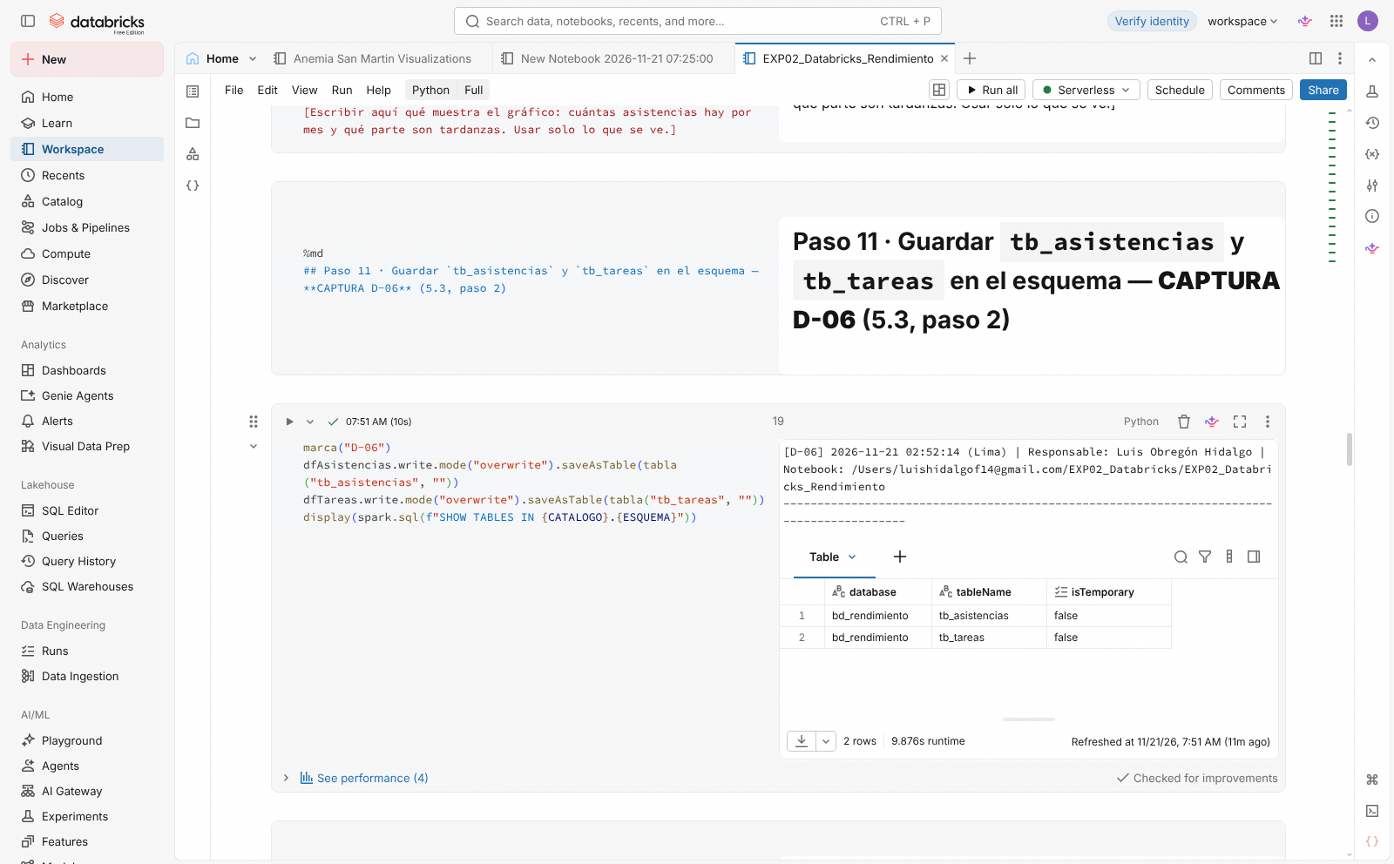 databricks
Free Edition
Search data, notebooks, recents, and more...
CTRL + P
Verify identity
workspace
L
New
Home
Learn
Workspace
Recents
Catalog
Jobs & Pipelines
Compute
Discover
Marketplace
Analytics
Dashboards
Genie Agents
Alerts
Visual Data Prep
Lakehouse
SQL Editor
Queries
Query History
SQL Warehouses
Data Engineering
Runs
Data Ingestion
AI/ML
Playground
Agents
AI Gateway
Experiments
Features
Home
Anemia San Martin Visualizations
New Notebook 2026-11-21 07:25:00
EXP02_Databricks_Rendimiento
File Edit View Run Help Python Full
Run all
Serverless
Schedule
Comments
Share
[Escribir aquí qué muestra el gráfico: cuántas asistencias hay por
mes y qué parte son tardanzas. Usar solo lo que se ve.]
que parte son tardanzas. Usar solo lo que se ve.]
%md
## Paso 11 · Guardar `tb_asistencias` y `tb_tareas` en el esquema —
**CAPTURA D-06** (5.3, paso 2)
Paso 11 · Guardar tb_asistencias y
tb_tareas en el esquema — CAPTURA
D-06 (5.3, paso 2)
07:51 AM (10s)
19
Python
marca("D-06")
dfAsistencias.write.mode("overwrite").saveAsTable(tabla
("tb_asistencias", ""))
dfTareas.write.mode("overwrite").saveAsTable(tabla("tb_tareas", ""))
display(spark.sql(f"SHOW TABLES IN {CATALOGO}.{ESQUEMA}"))
[D-06] 2026-11-21 02:52:14 (Lima) | Responsable: Luis Obregón Hidalgo |
Notebook: /Users/luishidalgof14@gmail.com/EXP02_Databricks/EXP02_Databri
cks_Rendimiento
------------------------------------------------------------------------
------------------
Table
database tableName isTemporary
1 bd_rendimiento tb_asistencias false
2 bd_rendimiento tb_tareas false
2 rows
9.876s runtime
Refreshed at 11/21/26, 7:51 AM (11m ago)
See performance (4)
Checked for improvements